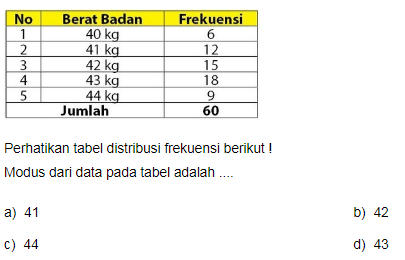 No Berat Badan Frekuensi
1 40 kg 6
2 41 kg 12
3 42 kg 15
4 43 kg 18
5 44 kg 9
Jumlah 60
Perhatikan tabel distribusi frekuensi berikut !
Modus dari data pada tabel adalah ....
a) 41 b) 42
c) 44 d) 43